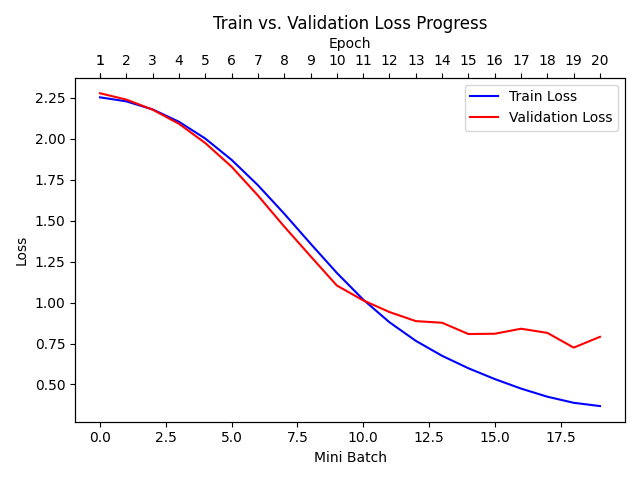 Train vs. Validation Loss Progress
Epoch
1 2 3 4 5 6 7 8 9 10 11 12 13 14 15 16 17 18 19 20
Train Loss
Validation Loss
2.25
2.00
1.75
1.50
1.25
1.00
0.75
0.50
Loss
0.0 2.5 5.0 7.5 10.0 12.5 15.0 17.5
Mini Batch